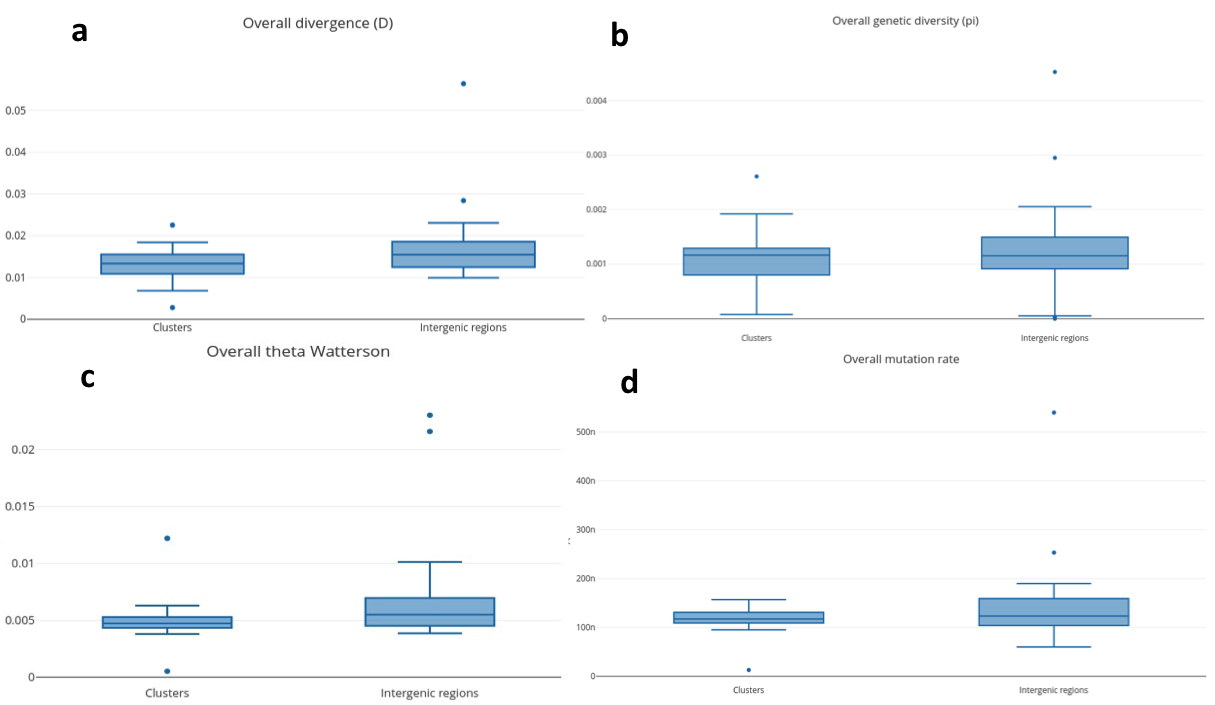 a
Overall divergence (D)
0.05
0.04
0.03
0.02
0.01
0
Clusters
Intergenic regions
b
Overall genetic diversity (pi)
0.004
0.003
0.002
0.001
0
Clusters
Intergenic regions
c
Overall theta Watterson
0.02
0.015
0.01
0.005
0
Clusters
Intergenic regions
d
Overall mutation rate
500n
400n
300n
200n
100n
0
Clusters
Intergenic regions